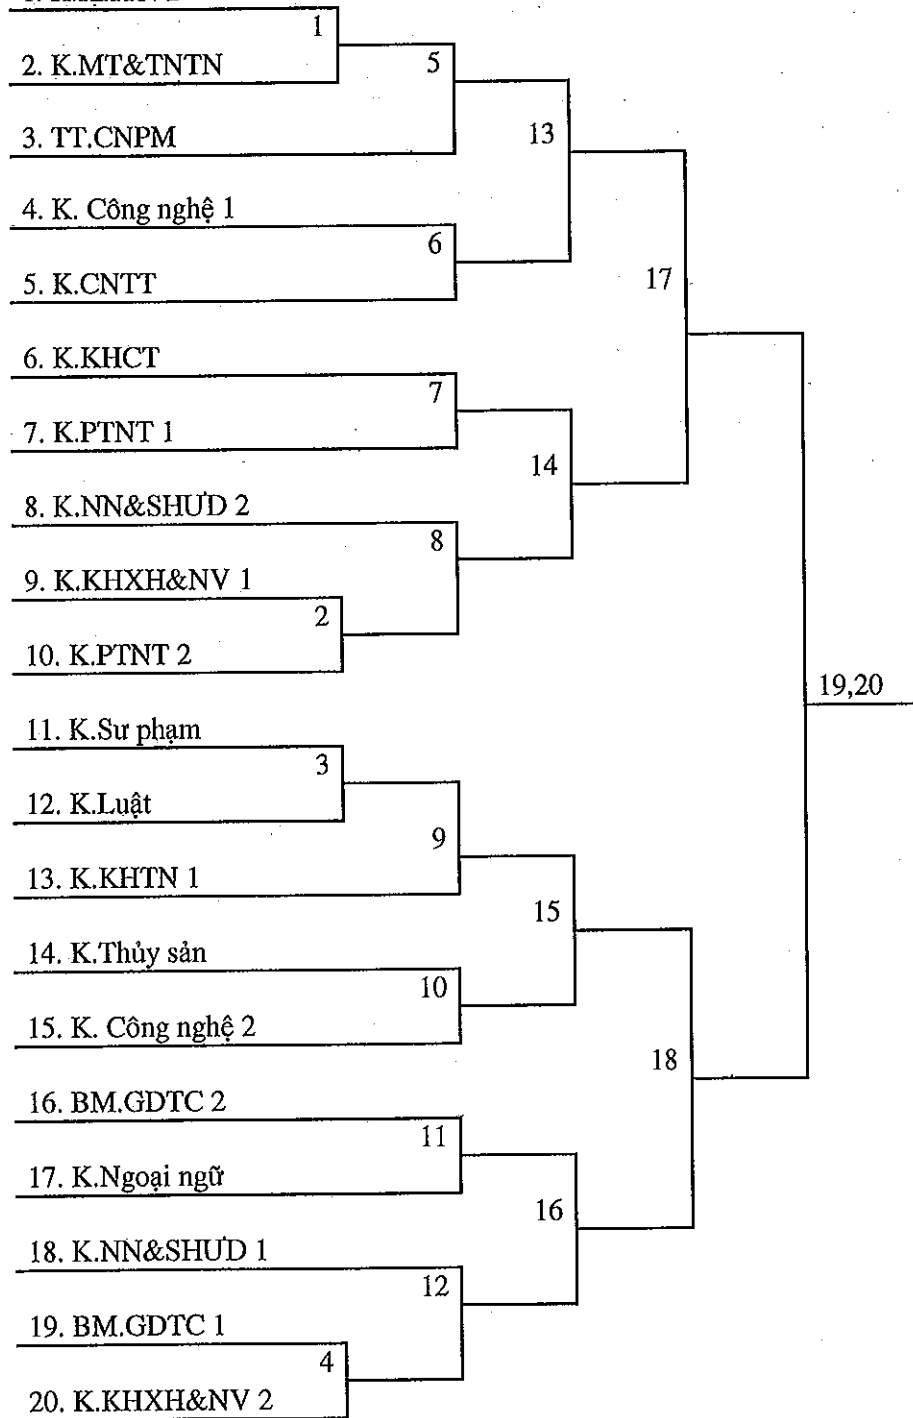 1
2. K.MT&TNTN
5
3. TT.CNPM
13
4. K. Công nghệ 1
6
5. K.CNTT
17
6. K.KHCT
7
7. K.PTNT 1
14
8. K.NN&SHƯD 2
8
9. K.KHXH&NV 1
2
10. K.PTNT 2
19,20
11. K.Sư phạm
3
12. K.Luật
9
13. K.KHTN 1
15
14. K.Thủy sản
10
15. K. Công nghệ 2
18
16. BM.GDTC 2
11
17. K.Ngoại ngữ
16
18. K.NN&SHƯD 1
12
19. BM.GDTC 1
4
20. K.KHXH&NV 2